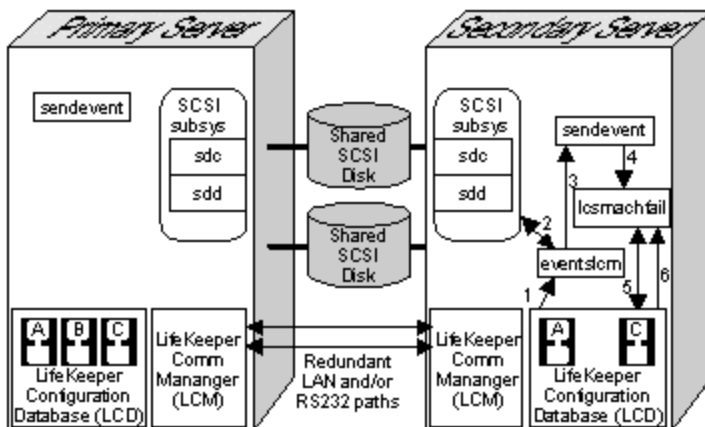 Primary Server
Secondary Server
sendevent
SCSI
subsys
sdc
sdd
Shared
SCSI
Disk
Shared
SCSI
Disk
SCSI
subsys
sdc
sdd
sendevent
3
4
lcsmachfail
2
eventslcm
1
5
6
A
B
C
LifeKeeper
Configuration
Database (LCD)
LifeKeeper
Comm
Mananger
(LCM)
Redundant
LAN and/or
RS232 paths
LifeKeeper
Comm
Mananger
(LCM)
A
C
LifeKeeper
Configuration
Database (LCD)